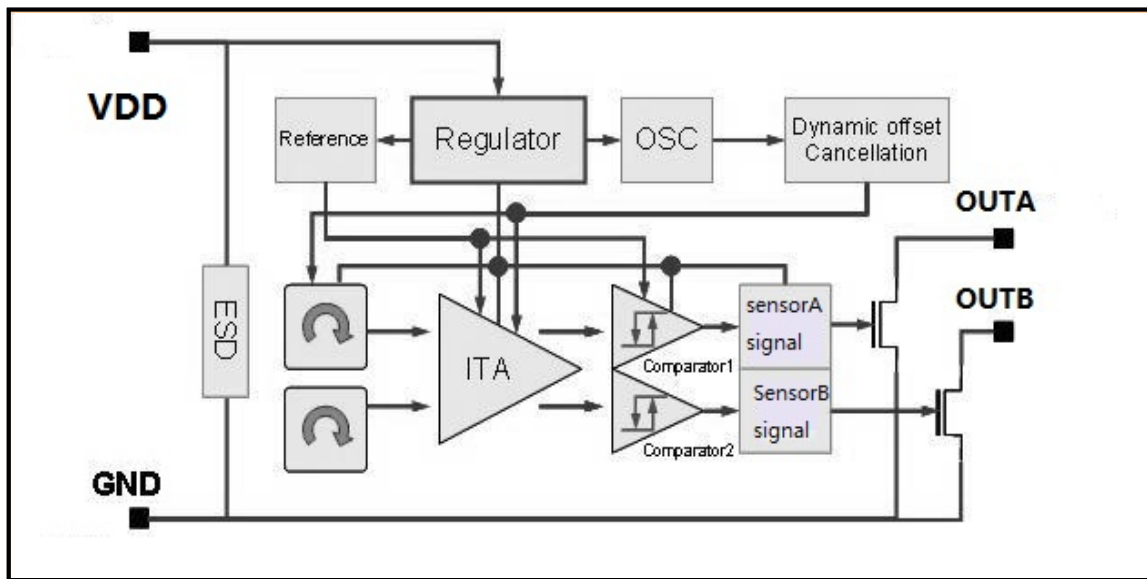 VDD
Reference
Regulator
OSC
Dynamic offset
Cancellation
OUTA
OUTB
ESD
ITA
sensorA
signal
Comparator1
SensorB
signal
Comparator2
GND